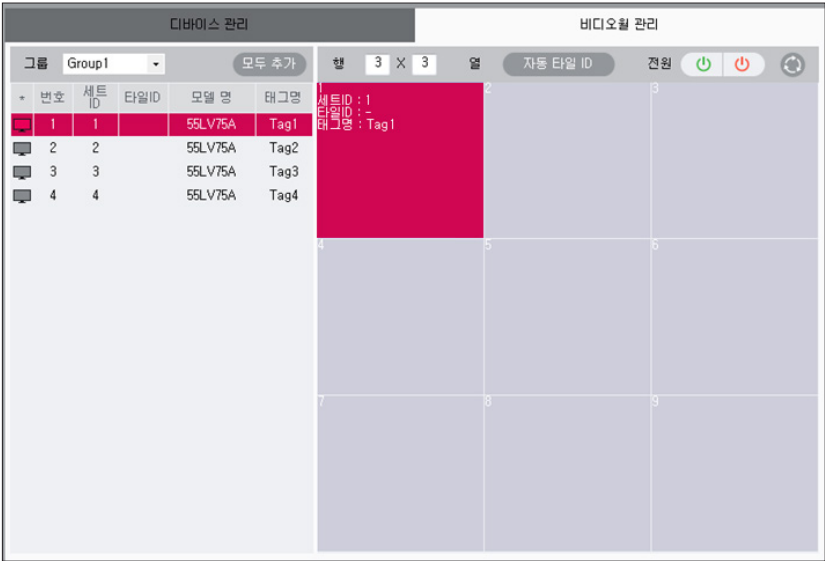 디바이스 관리 비디오월 관리
그룹 Group1 모두 추가 행 3 X 3 열 자동 타일 ID 전원
번호 세트 ID 타일ID 모델 명 태그명
1 1 55LV75A Tag1
2 2 55LV75A Tag2
3 3 55LV75A Tag3
4 4 55LV75A Tag4
1
세트ID : 1
타일ID : -
태그명 : Tag1
2 3
4 5 6
7 8 9